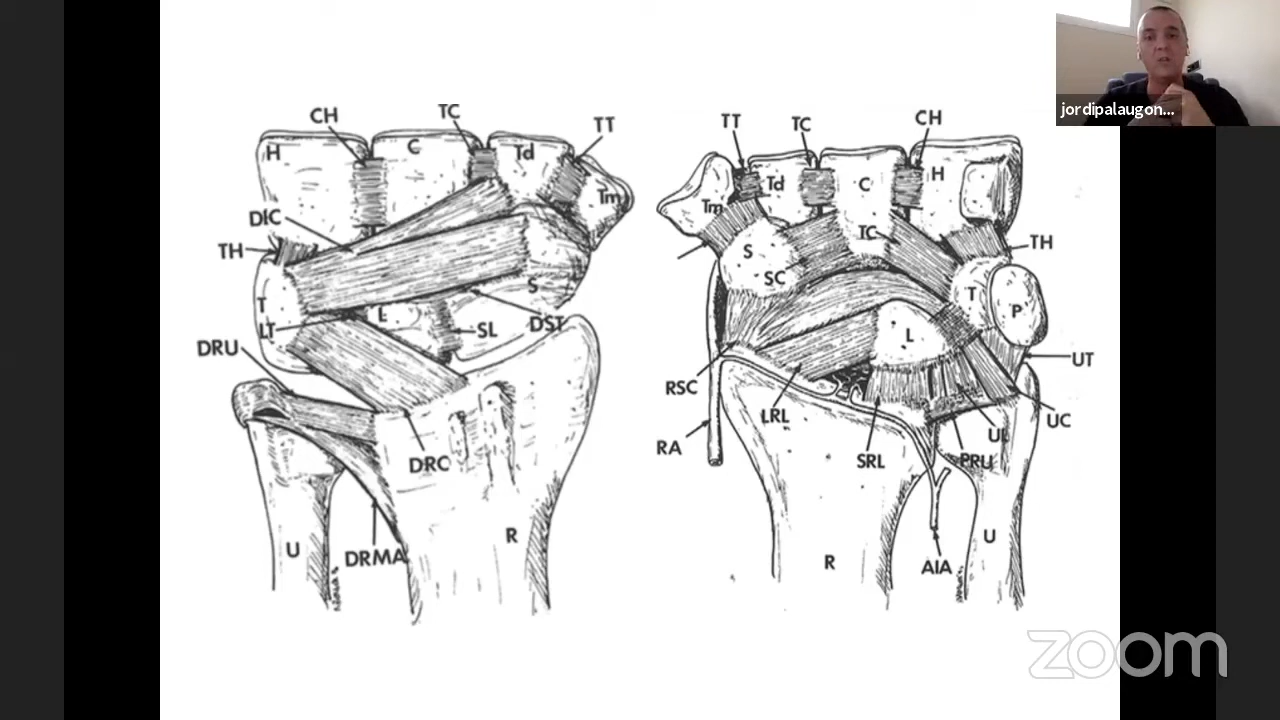 jordipalaugon...
CH
TC
TT
H
C
Td
Tm
DIC
TH
T
LT
L
S
SL
DST
DRU
DRC
U
DRMA
R
TT
TC
CH
Td
C
H
Tm
TC
S
SC
TH
T
P
L
RSC
LRL
UT
UC
RA
SRL
UL
PRU
R
AIA
U
zoom